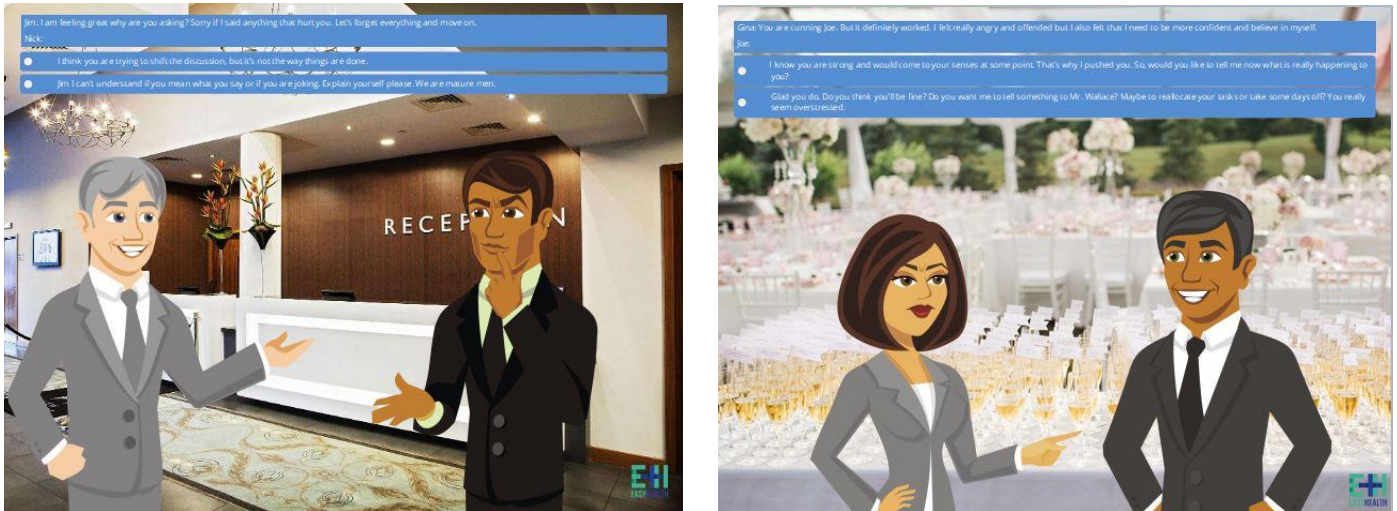 Jim: I am feeling great why are you asking? Sorry if I said anything that hurt you. Let's forget everything and move on.
Nick:
I think you are trying to shift the discussion, but it's not the way things are done.
Jim I can't understand if you mean what you say or if you are joking. Explain yourself please. We are mature men.
RECEP N
E+H
EASYHEALTH
Gina: You are cunning Joe. But it definitely worked. I felt really angry and offended but I also felt that I need to be more confident and believe in myself.
Joe:
I know you are strong and would come to your senses at some point. That's why I pushed you. So, would you like to tell me now what is really happening to
you?
Glad you do. Do you think you'll be fine? Do you want me to tell something to Mr. Wallace? Maybe to reallocate your tasks or take some days off? You really
seem overstressed.
E+H
EASYHEALTH